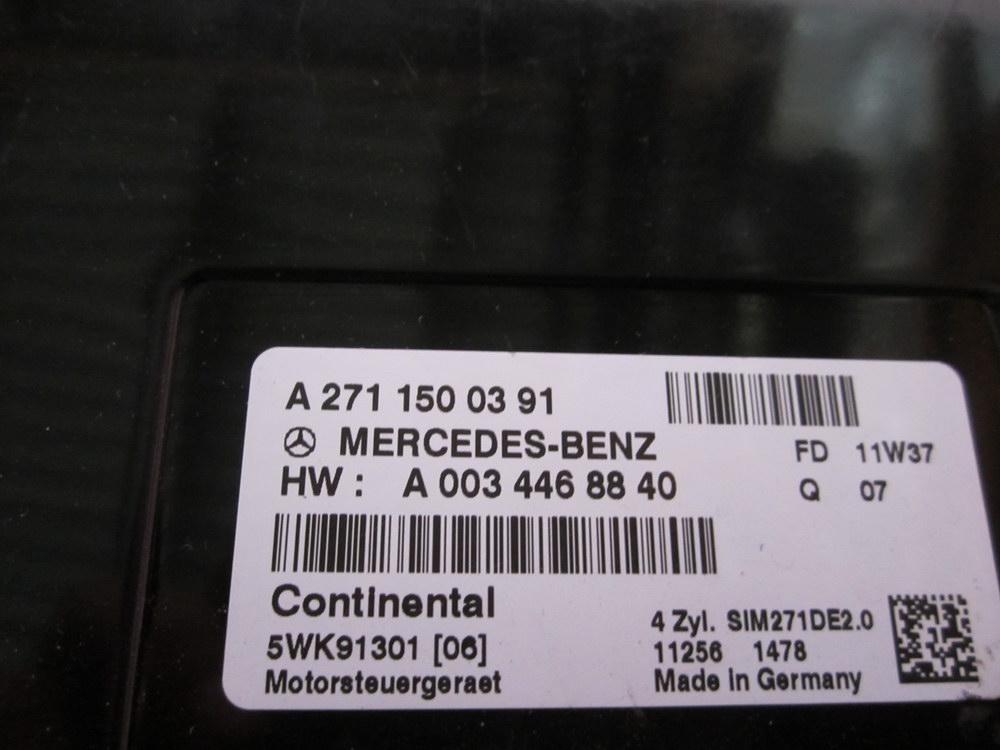 A 271 150 03 91
MERCEDES-BENZ
FD 11W37
HW : A 003 446 88 40
Q 07
Continental
5WK91301 [06]
Motorsteuergeraet
4 Zyl. SIM271DE2.0
11256 1478
Made in Germany